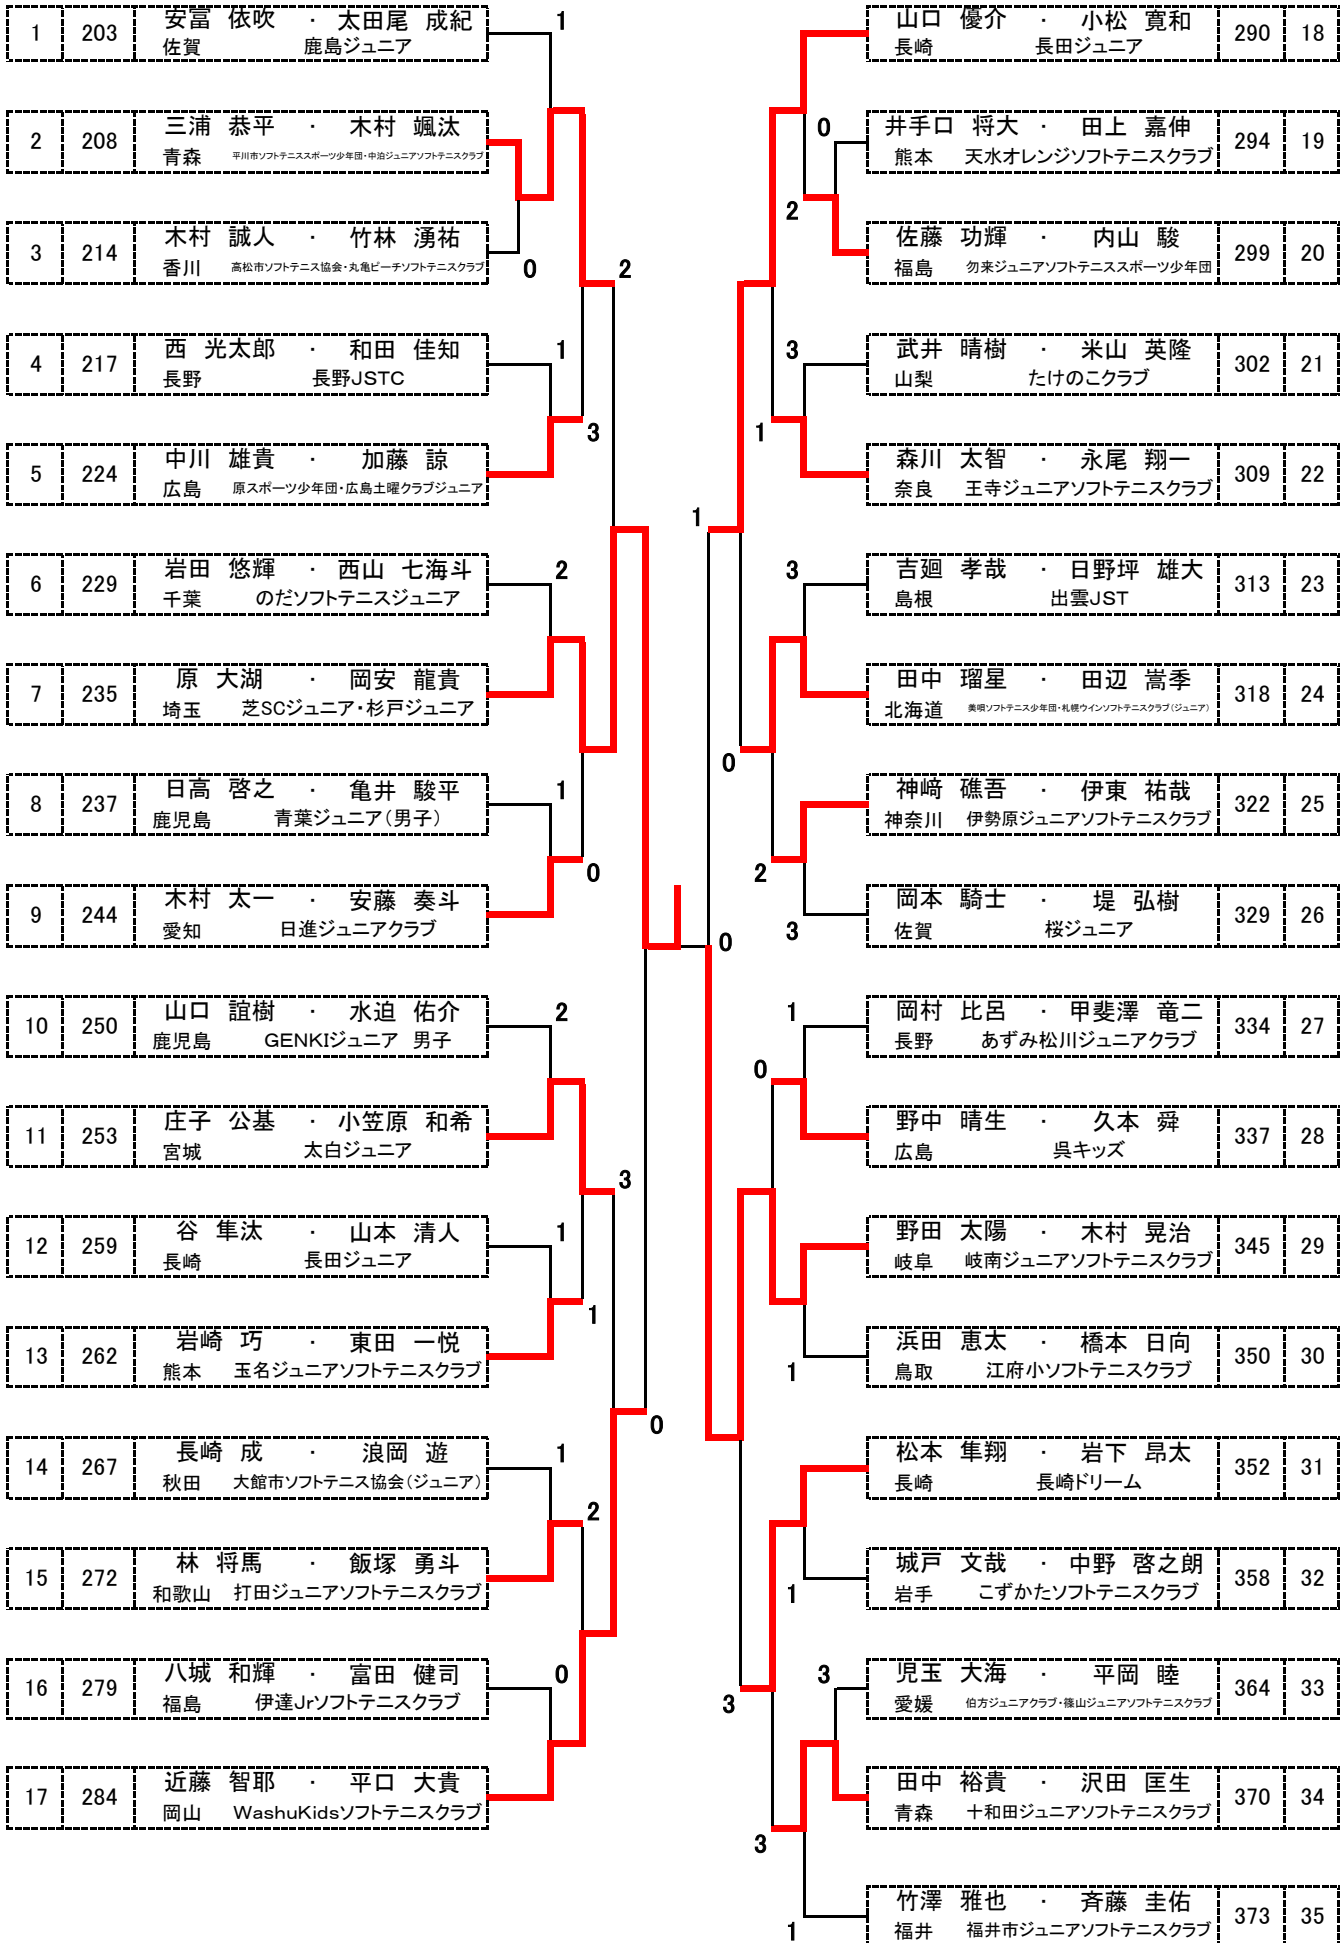 1 203 安冨 依吹 ・ 太田尾 成紀
佐賀 鹿島ジュニア
1
2 208 三浦 恭平 ・ 木村 颯汰
青森 平川市ソフトテニススポーツ少年団・中泊ジュニアソフトテニスクラブ
3 214 木村 誠人 ・ 竹林 湧祐
香川 高松市ソフトテニス協会・丸亀ピーチソフトテニスクラブ
0
2
4 217 西 光太郎 ・ 和田 佳知
長野 長野JSTC
1
3
5 224 中川 雄貴 ・ 加藤 諒
広島 原スポーツ少年団・広島土曜クラブジュニア
6 229 岩田 悠輝 ・ 西山 七海斗
千葉 のだソフトテニスジュニア
2
7 235 原 大湖 ・ 岡安 龍貴
埼玉 芝SCジュニア・杉戸ジュニア
8 237 日高 啓之 ・ 亀井 駿平
鹿児島 青葉ジュニア(男子)
1
0
9 244 木村 太一 ・ 安藤 奏斗
愛知 日進ジュニアクラブ
10 250 山口 誼樹 ・ 水迫 佑介
鹿児島 GENKIジュニア 男子
2
11 253 庄子 公基 ・ 小笠原 和希
宮城 太白ジュニア
3
12 259 谷 隼汰 ・ 山本 清人
長崎 長田ジュニア
1
1
13 262 岩崎 巧 ・ 東田 一悦
熊本 玉名ジュニアソフトテニスクラブ
0
14 267 長崎 成 ・ 浪岡 遊
秋田 大館市ソフトテニス協会(ジュニア)
1
2
15 272 林 将馬 ・ 飯塚 勇斗
和歌山 打田ジュニアソフトテニスクラブ
16 279 八城 和輝 ・ 富田 健司
福島 伊達Jrソフトテニスクラブ
0
17 284 近藤 智耶 ・ 平口 大貴
岡山 WashuKidsソフトテニスクラブ
山口 優介 ・ 小松 寛和 290 18
長崎 長田ジュニア
0
井手口 将大 ・ 田上 嘉伸 294 19
熊本 天水オレンジソフトテニスクラブ
2
佐藤 功輝 ・ 内山 駿 299 20
福島 勿来ジュニアソフトテニススポーツ少年団
3
武井 晴樹 ・ 米山 英隆 302 21
山梨 たけのこクラブ
1
森川 太智 ・ 永尾 翔一 309 22
奈良 王寺ジュニアソフトテニスクラブ
1
3
吉廻 孝哉 ・ 日野坪 雄大 313 23
島根 出雲JST
田中 瑠星 ・ 田辺 嵩季 318 24
北海道 美唄ソフトテニス少年団・札幌ウインソフトテニスクラブ(ジュニア)
0
神﨑 礁吾 ・ 伊東 祐哉 322 25
神奈川 伊勢原ジュニアソフトテニスクラブ
2
岡本 騎士 ・ 堤 弘樹 329 26
佐賀 桜ジュニア
3
0
1
岡村 比呂 ・ 甲斐澤 竜二 334 27
長野 あずみ松川ジュニアクラブ
0
野中 晴生 ・ 久本 舜 337 28
広島 呉キッズ
野田 太陽 ・ 木村 晃治 345 29
岐阜 岐南ジュニアソフトテニスクラブ
浜田 恵太 ・ 橋本 日向 350 30
鳥取 江府小ソフトテニスクラブ
1
松本 隼翔 ・ 岩下 昂太 352 31
長崎 長崎ドリーム
城戸 文哉 ・ 中野 啓之朗 358 32
岩手 こずかたソフトテニスクラブ
1
3
児玉 大海 ・ 平岡 睦 364 33
愛媛 伯方ジュニアクラブ・篠山ジュニアソフトテニスクラブ
3
田中 裕貴 ・ 沢田 匡生 370 34
青森 十和田ジュニアソフトテニスクラブ
3
竹澤 雅也 ・ 斉藤 圭佑 373 35
福井 福井市ジュニアソフトテニスクラブ
1